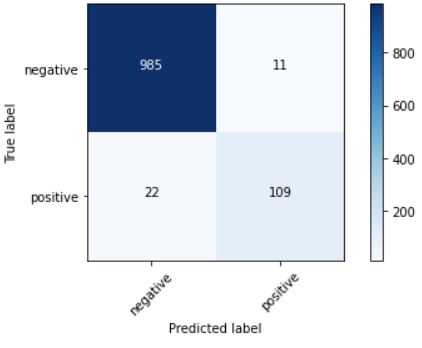 negative
positive
True label
985
11
22
109
negative
positive
Predicted label
800
600
400
200